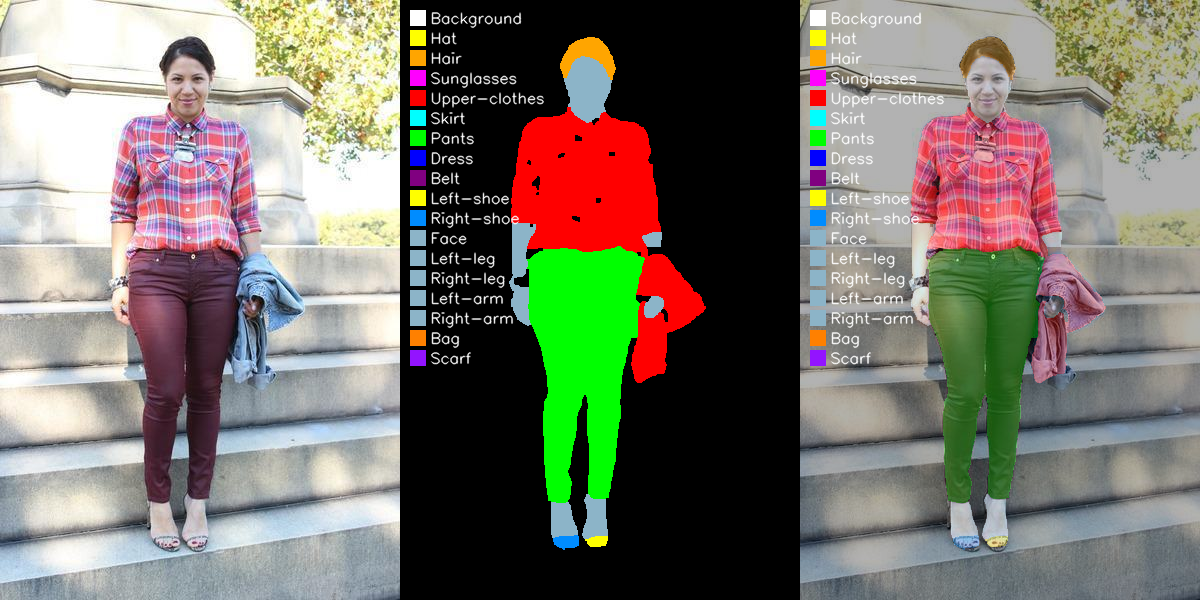 Background
Hat
Hair
Sunglasses
Upper-clothes
Skirt
Pants
Dress
Belt
Left-shoe
Right-shoe
Face
Left-leg
Right-leg
Left-arm
Right-arm
Bag
Scarf
Background
Hat
Hair
Sunglasses
Upper-clothes
Skirt
Pants
Dress
Belt
Left-shoe
Right-shoe
Face
Left-leg
Right-leg
Left-arm
Right-arm
Bag
Scarf